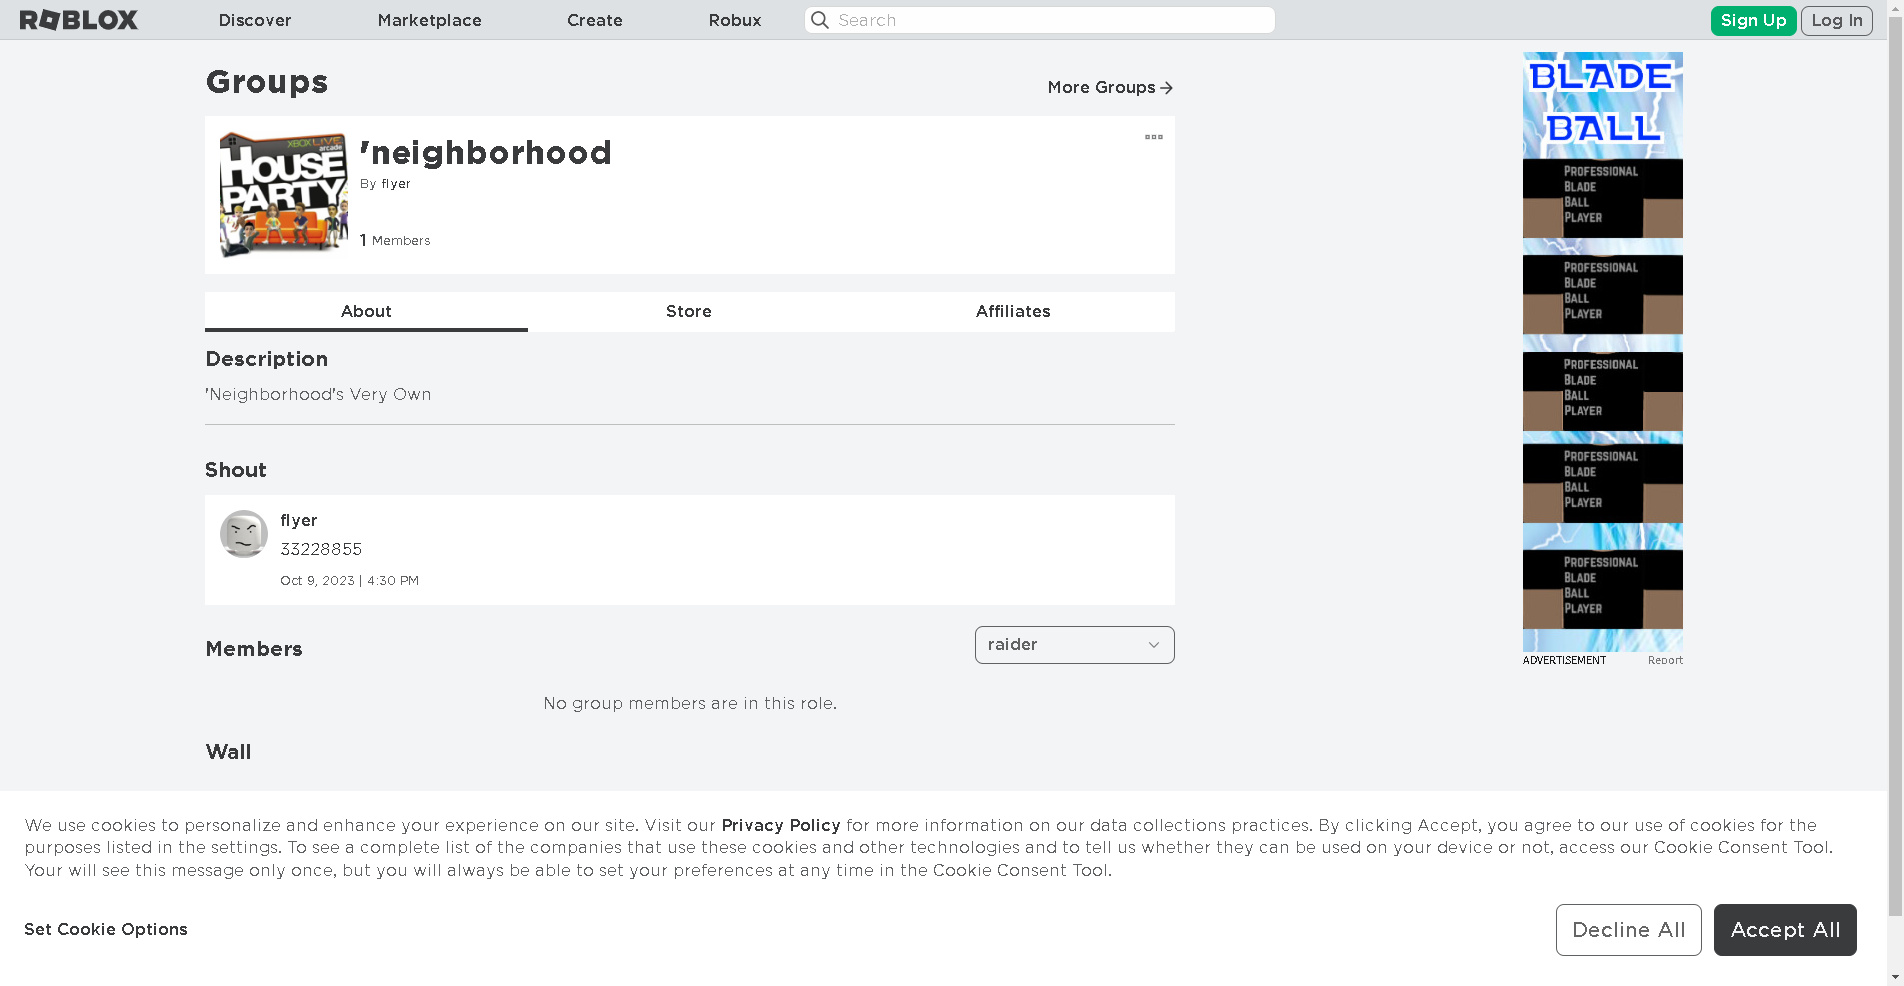 ROBLOX
Discover
Marketplace
Create
Robux
Search
Sign Up
Log In
Groups
More Groups
XBOX LIVE
arcade
HOUSE
PARTY
'neighborhood
By flyer
1 Members
About
Store
Affiliates
Description
'Neighborhood's Very Own
Shout
flyer
33228855
Oct 9, 2023 | 4:30 PM
Members
raider
No group members are in this role.
Wall
BLADE
BALL
PROFESSIONAL
BLADE
BALL
PLAYER
PROFESSIONAL
BLADE
BALL
PLAYER
PROFESSIONAL
BLADE
BALL
PLAYER
PROFESSIONAL
BLADE
BALL
PLAYER
PROFESSIONAL
BLADE
BALL
PLAYER
ADVERTISEMENT
Report
We use cookies to personalize and enhance your experience on our site. Visit our Privacy Policy for more information on our data collections practices. By clicking Accept, you agree to our use of cookies for the
purposes listed in the settings. To see a complete list of the companies that use these cookies and other technologies and to tell us whether they can be used on your device or not, access our Cookie Consent Tool.
Your will see this message only once, but you will always be able to set your preferences at any time in the Cookie Consent Tool.
Set Cookie Options
Decline All
Accept All